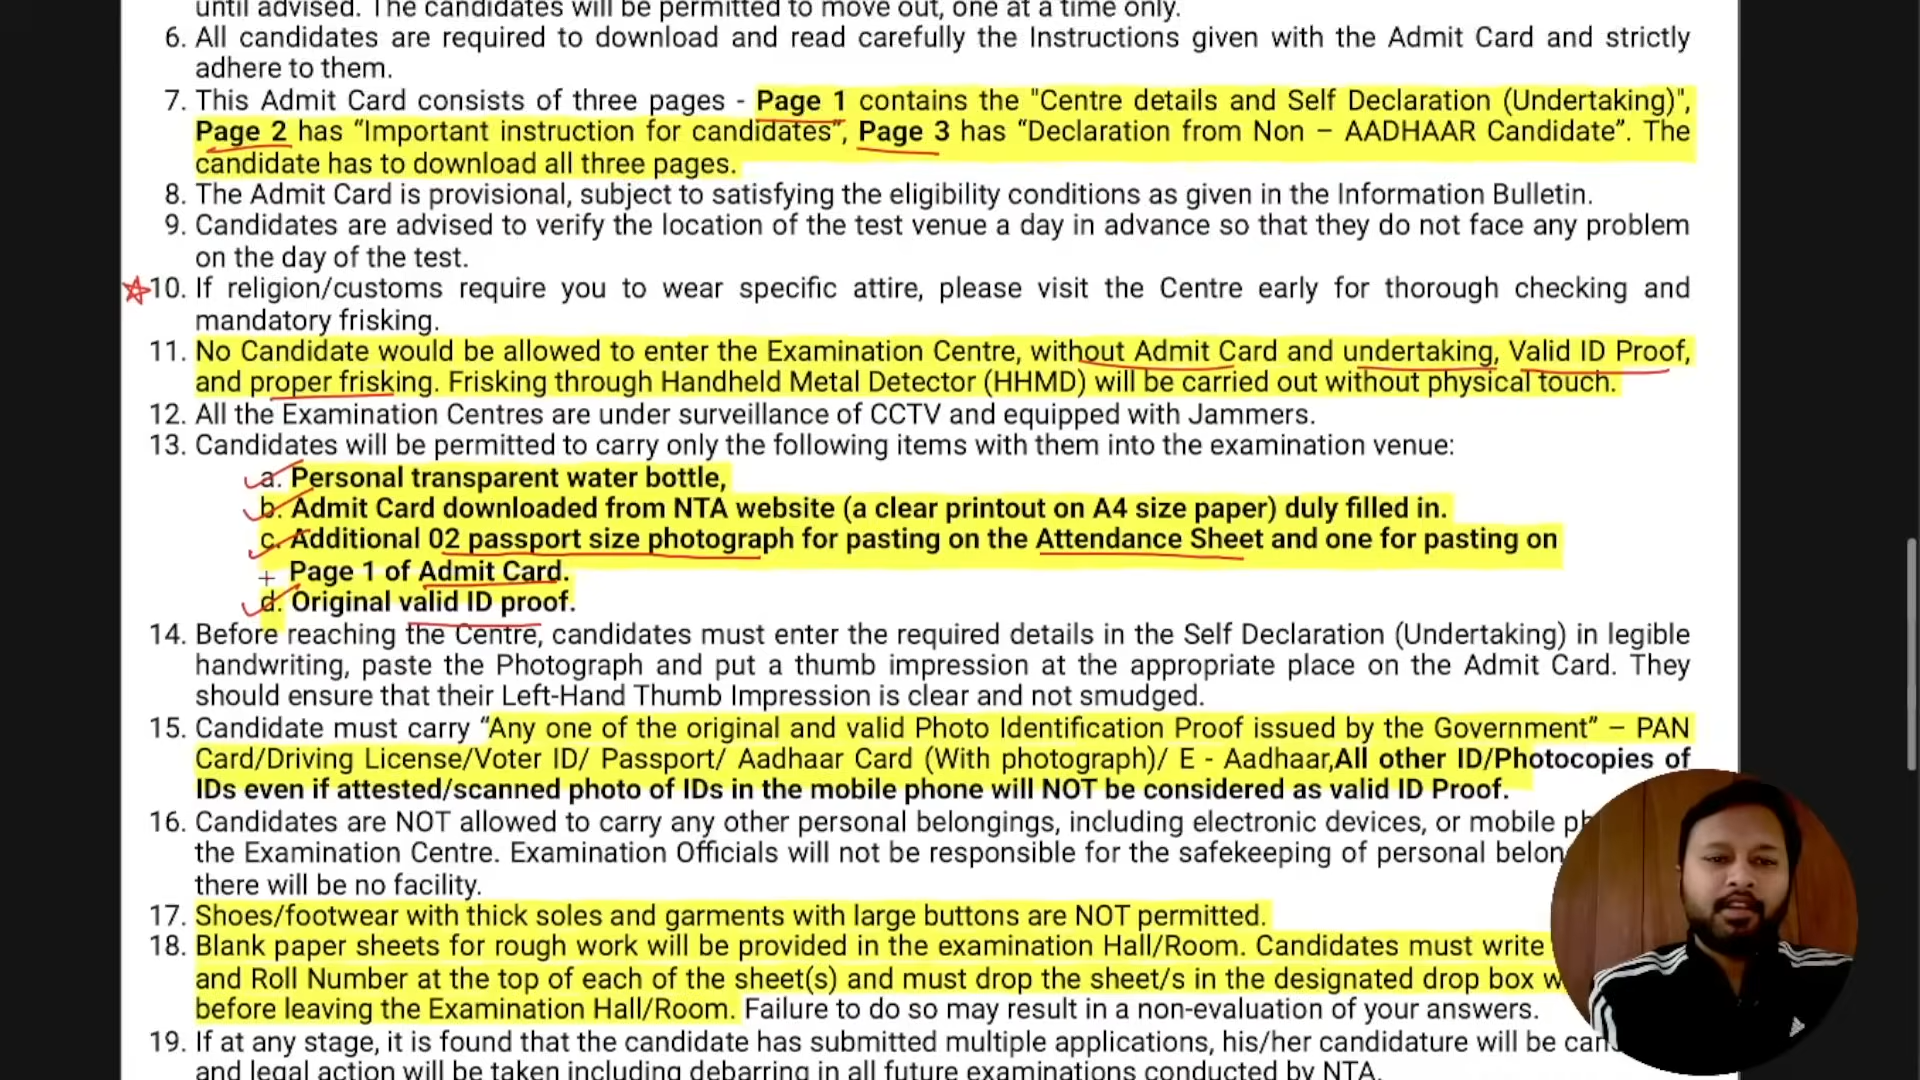 until advised. The candidates will be permitted to move out, one at a time only.
6. All candidates are required to download and read carefully the Instructions given with the Admit Card and strictly
adhere to them.
7. This Admit Card consists of three pages - Page 1 contains the "Centre details and Self Declaration (Undertaking)",
Page 2 has “Important instruction for candidates”, Page 3 has “Declaration from Non – AADHAAR Candidate”. The
candidate has to download all three pages.
8. The Admit Card is provisional, subject to satisfying the eligibility conditions as given in the Information Bulletin.
9. Candidates are advised to verify the location of the test venue a day in advance so that they do not face any problem
on the day of the test.
10. If religion/customs require you to wear specific attire, please visit the Centre early for thorough checking and
mandatory frisking.
11. No Candidate would be allowed to enter the Examination Centre, without Admit Card and undertaking, Valid ID Proof,
and proper frisking. Frisking through Handheld Metal Detector (HHMD) will be carried out without physical touch.
12. All the Examination Centres are under surveillance of CCTV and equipped with Jammers.
13. Candidates will be permitted to carry only the following items with them into the examination venue:
a. Personal transparent water bottle,
b. Admit Card downloaded from NTA website (a clear printout on A4 size paper) duly filled in.
c. Additional 02 passport size photograph for pasting on the Attendance Sheet and one for pasting on
Page 1 of Admit Card.
d. Original valid ID proof.
14. Before reaching the Centre, candidates must enter the required details in the Self Declaration (Undertaking) in legible
handwriting, paste the Photograph and put a thumb impression at the appropriate place on the Admit Card. They
should ensure that their Left-Hand Thumb Impression is clear and not smudged.
15. Candidate must carry “Any one of the original and valid Photo Identification Proof issued by the Government” – PAN
Card/Driving License/Voter ID/ Passport/ Aadhaar Card (With photograph)/ E - Aadhaar,All other ID/Photocopies of
IDs even if attested/scanned photo of IDs in the mobile phone will NOT be considered as valid ID Proof.
16. Candidates are NOT allowed to carry any other personal belongings, including electronic devices, or mobile
the Examination Centre. Examination Officials will not be responsible for the safekeeping of personal
there will be no facility.
17. Shoes/footwear with thick soles and garments with large buttons are NOT permitted.
18. Blank paper sheets for rough work will be provided in the examination Hall/Room. Candidates must write
and Roll Number at the top of each of the sheet(s) and must drop the sheet/s in the designated drop box
before leaving the Examination Hall/Room. Failure to do so may result in a non-evaluation of your answers.
19. If at any stage, it is found that the candidate has submitted multiple applications, his/her candidature will be
and legal action will be taken including debarring in all future examinations conducted by NTA.